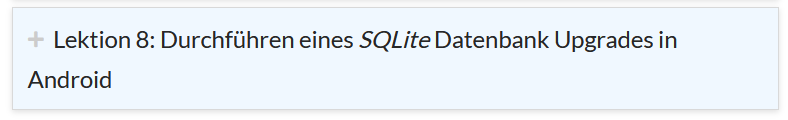 + Lektion 8: Durchführen eines SQLite Datenbank Upgrades in
Android